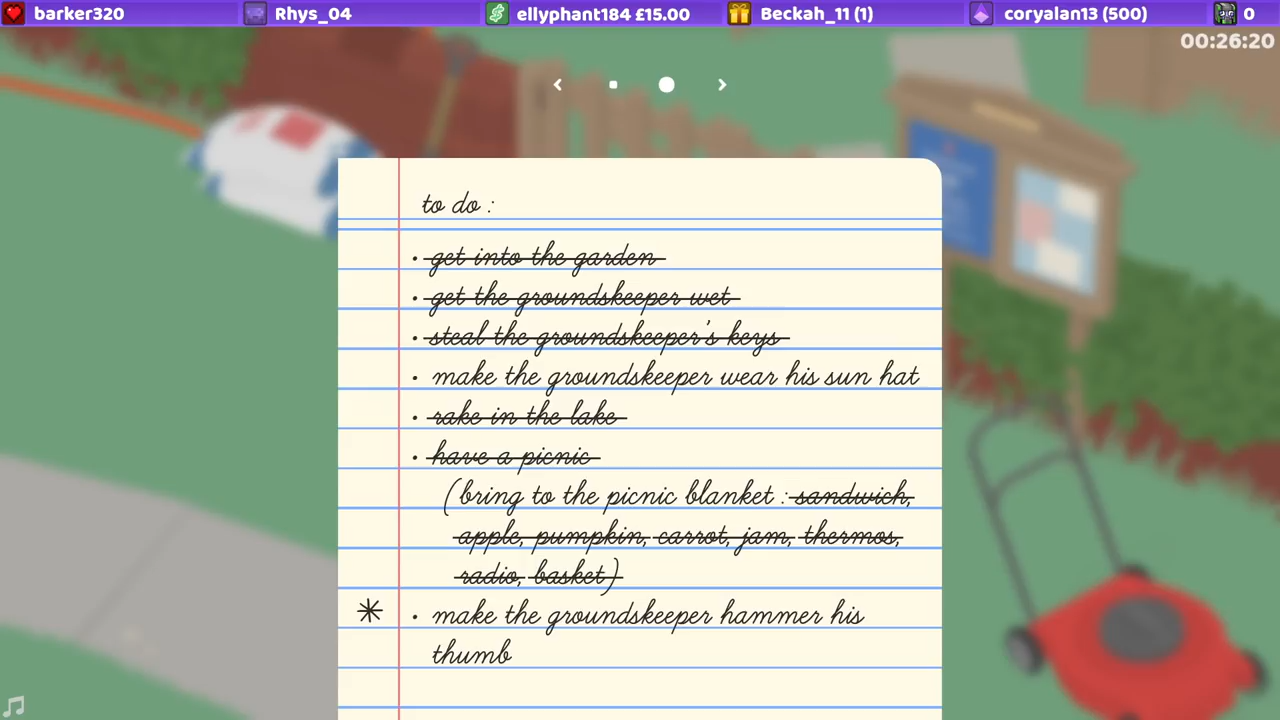 barker320 Rhys_04 ellyphant184 £15.00 Beckah_11 (1) coryalan13 (500) 0
00:26:20
to do :
• get into the garden
• get the groundskeeper wet
• steal the groundskeeper's keys
• make the groundskeeper wear his sun hat
• rake in the lake
• have a picnic
(bring to the picnic blanket : sandwich,
apple, pumpkin, carrot, jam, thermos,
radio, basket)
• make the groundskeeper hammer his
thumb